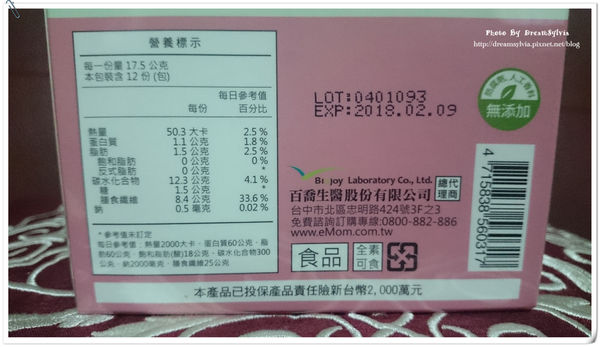 Photo By DreamSylvia
http://dreamsylvia.pixnet.net/blog
營養標示
每一份量 17.5 公克
本包裝含 12 份 (包)
每份 每日參考值百分比
熱量 50.3 大卡 2.5 %
蛋白質 1.1 公克 1.8 %
脂肪 1.5 公克 2.5 %
飽和脂肪 0 公克 0 %
反式脂肪 0 公克 *
碳水化合物 12.3 公克 4.1 %
糖 1.5 公克 *
膳食纖維 8.4 公克 33.6 %
鈉 0.5 毫克 0.02 %
* 參考值未訂定
每日參考值：熱量2000大卡、蛋白質60公克、脂
肪60公克、飽和脂肪(酸)18公克、碳水化合物300
公克、鈉2000毫克、膳食纖維25公克
LOT:0401093
EXP:2018.02.09
防腐劑.人工香料
無添加
Bijoy Laboratory Co., Ltd.
百喬生醫股份有限公司 總代理商
台中市北區忠明路424號3F之3
免費諮詢訂購專線:0800-882-886
www.eMom.com.tw
食品
全素
可食
4 715838 560317
本產品已投保產品責任險新台幣2,000萬元